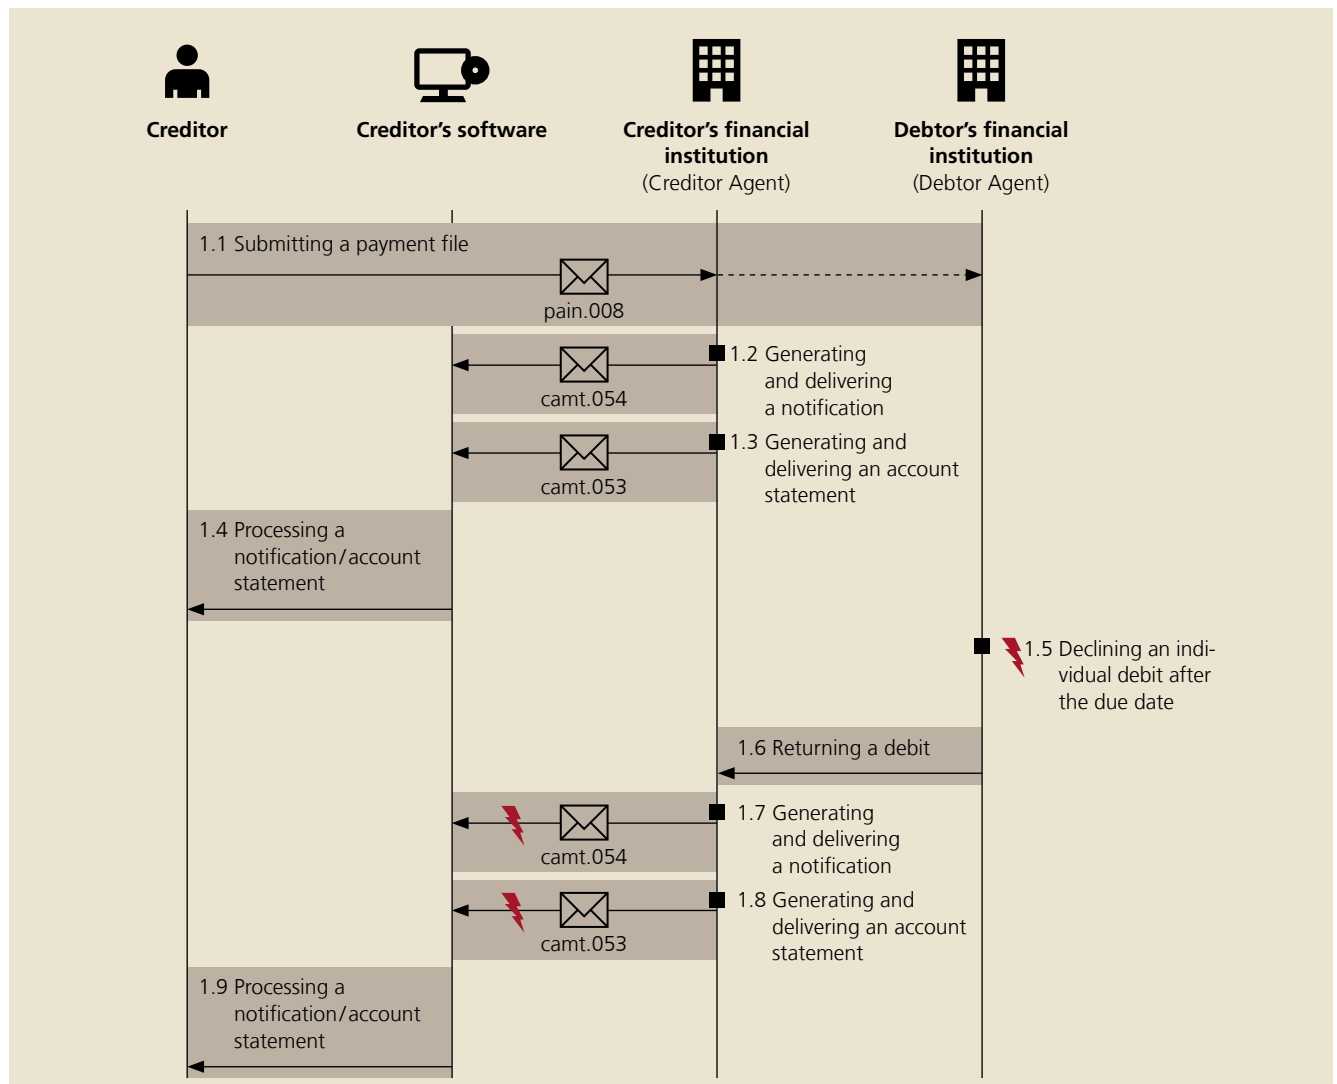 Creditor
Creditor’s software
Creditor’s financial
institution
(Creditor Agent)
Debtor’s financial
institution
(Debtor Agent)
1.1 Submitting a payment file
pain.008
1.2 Generating
and delivering
a notification
camt.054
1.3 Generating and
delivering an account
statement
camt.053
1.4 Processing a
notification/account
statement
1.5 Declining an indi-
vidual debit after
the due date
1.6 Returning a debit
1.7 Generating
and delivering
a notification
camt.054
1.8 Generating and
delivering an account
statement
camt.053
1.9 Processing a
notification/account
statement